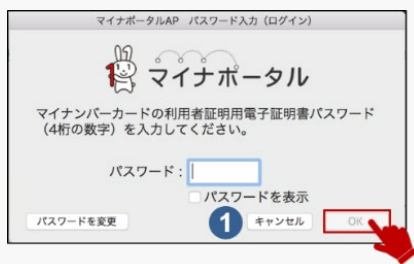 マイナポータルAP　パスワード入力（ログイン）
マイナポータル
マイナンバーカードの利用者証明用電子証明書パスワード
（4桁の数字）を入力してください。
パスワード：
パスワードを表示
パスワードを変更
1
キャンセル
OK